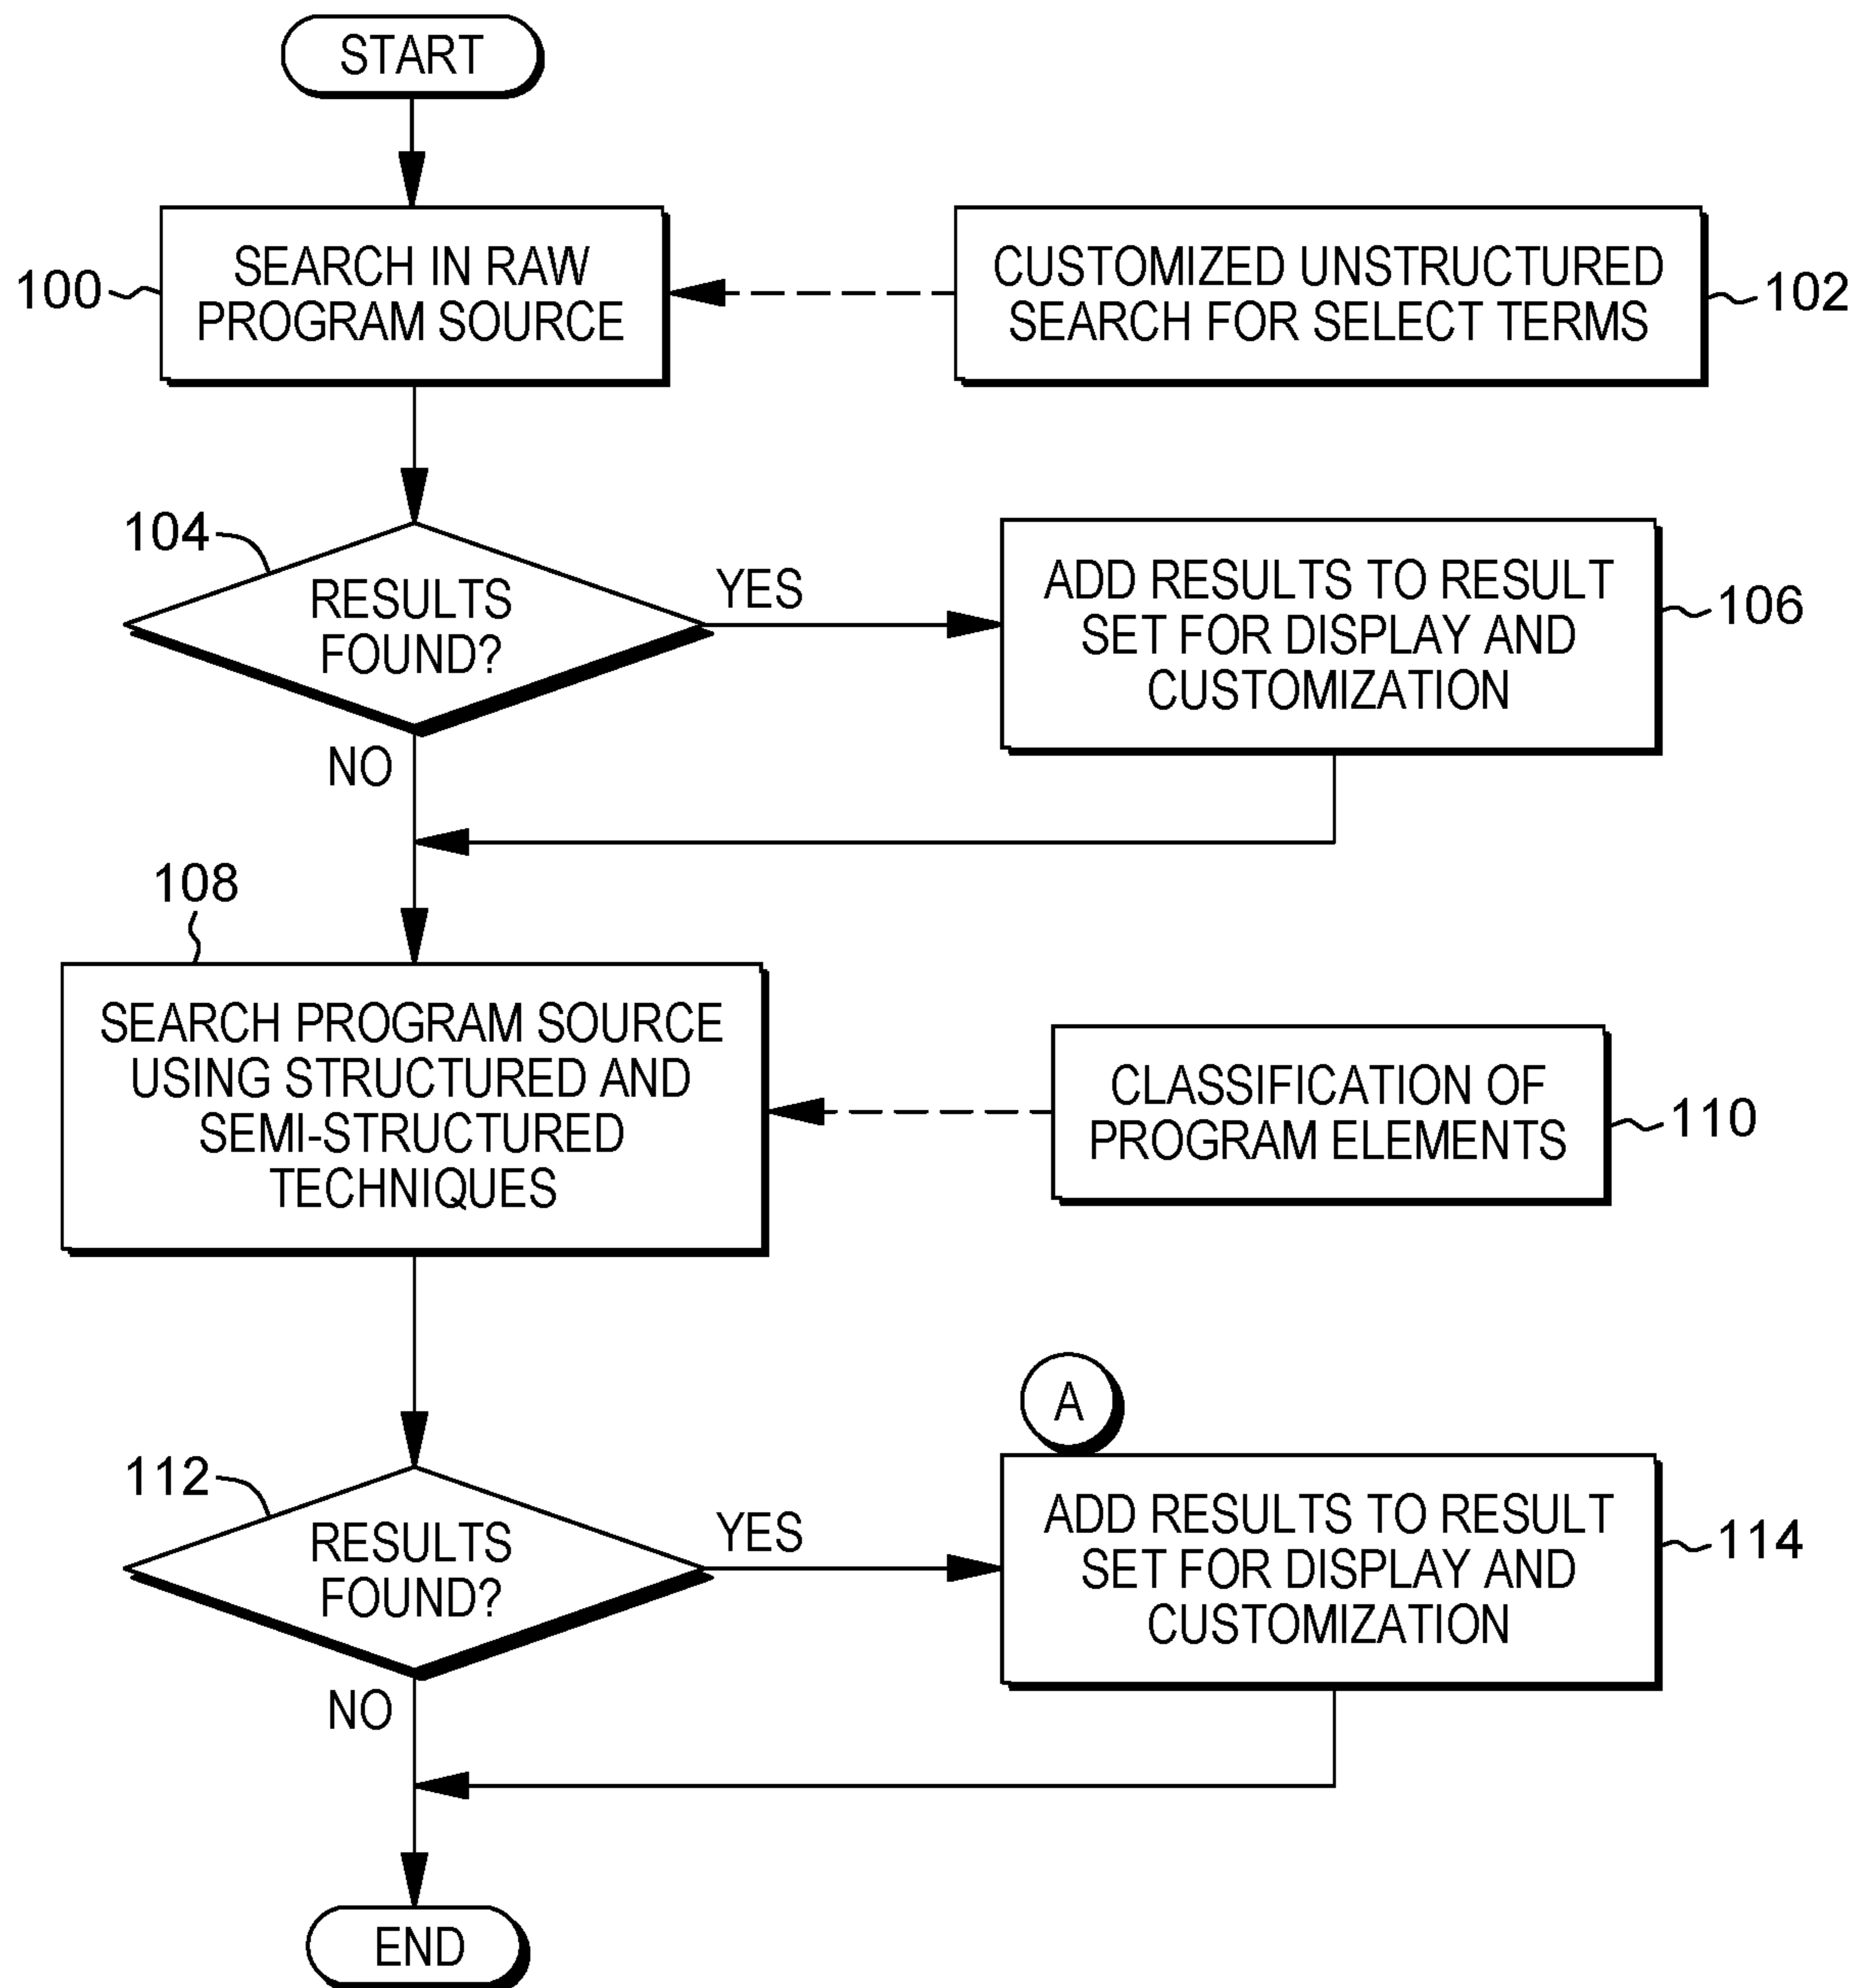 START
SEARCH IN RAW
PROGRAM SOURCE
100
CUSTOMIZED UNSTRUCTURED
SEARCH FOR SELECT TERMS
102
104
RESULTS
FOUND?
YES
NO
ADD RESULTS TO RESULT
SET FOR DISPLAY AND
CUSTOMIZATION
106
108
SEARCH PROGRAM SOURCE
USING STRUCTURED AND
SEMI-STRUCTURED
TECHNIQUES
CLASSIFICATION OF
PROGRAM ELEMENTS
110
112
RESULTS
FOUND?
YES
NO
A
ADD RESULTS TO RESULT
SET FOR DISPLAY AND
CUSTOMIZATION
114
END